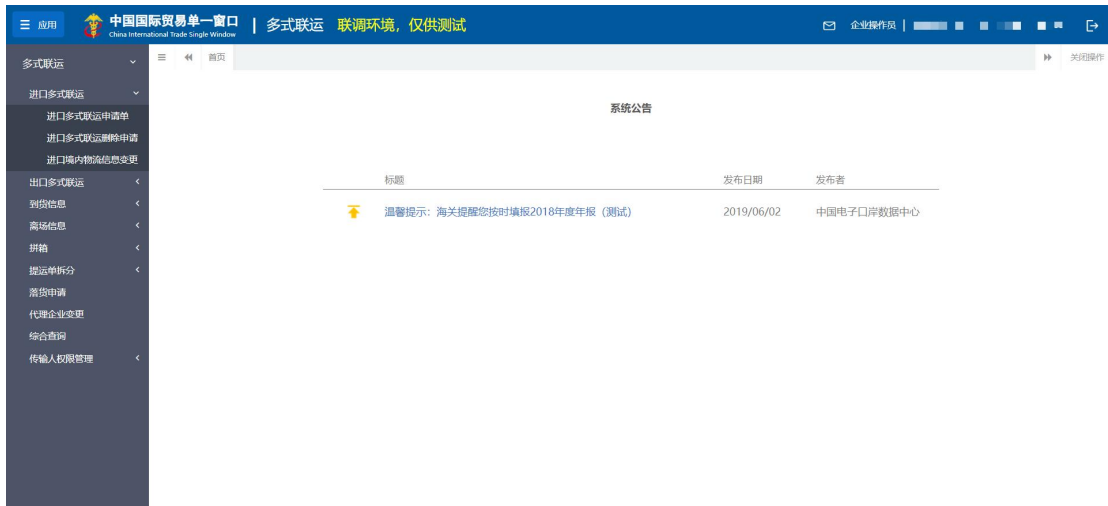 应用
中国国际贸易单一窗口
China International Trade Single Window
多式联运
联调环境，仅供测试
企业操作员
多式联运
首页
关闭操作
进口多式联运
进口多式联运申请单
进口多式联运删除申请
进口境内物流信息变更
出口多式联运
到货信息
离场信息
拼箱
提运单拆分
落货申请
代理企业变更
综合查询
传输人权限管理
系统公告
标题 发布日期 发布者
温馨提示：海关提醒您按时填报2018年度年报（测试） 2019/06/02 中国电子口岸数据中心